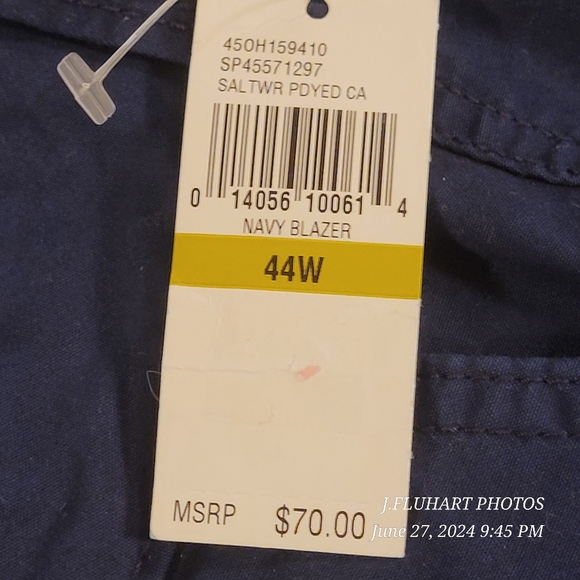 450H159410
SP45571297
SALTWR PDYED CA
0 14056 10061 4
NAVY BLAZER
44W
MSRP $70.00
J.FLUHART PHOTOS
June 27, 2024 9:45 PM